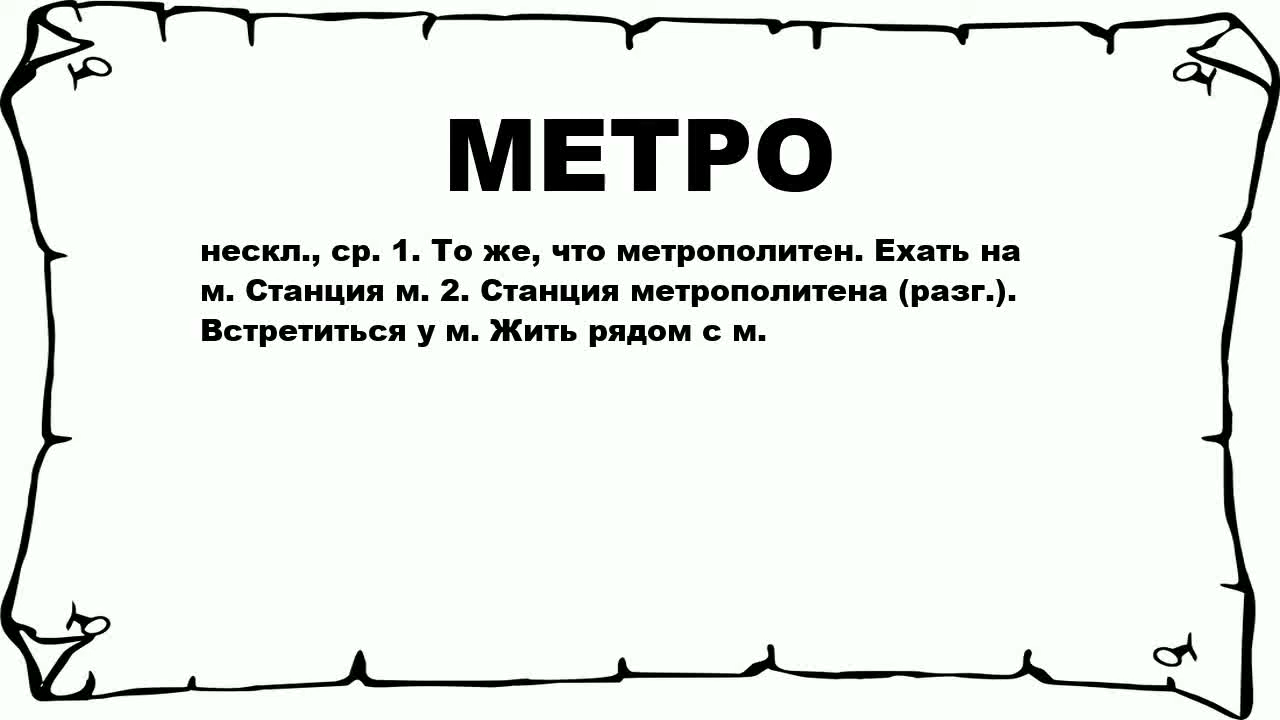 МЕТРО
нескл., ср. 1. То же, что метрополитен. Ехать на
м. Станция м. 2. Станция метрополитена (разг.).
Встретиться у м. Жить рядом с м.